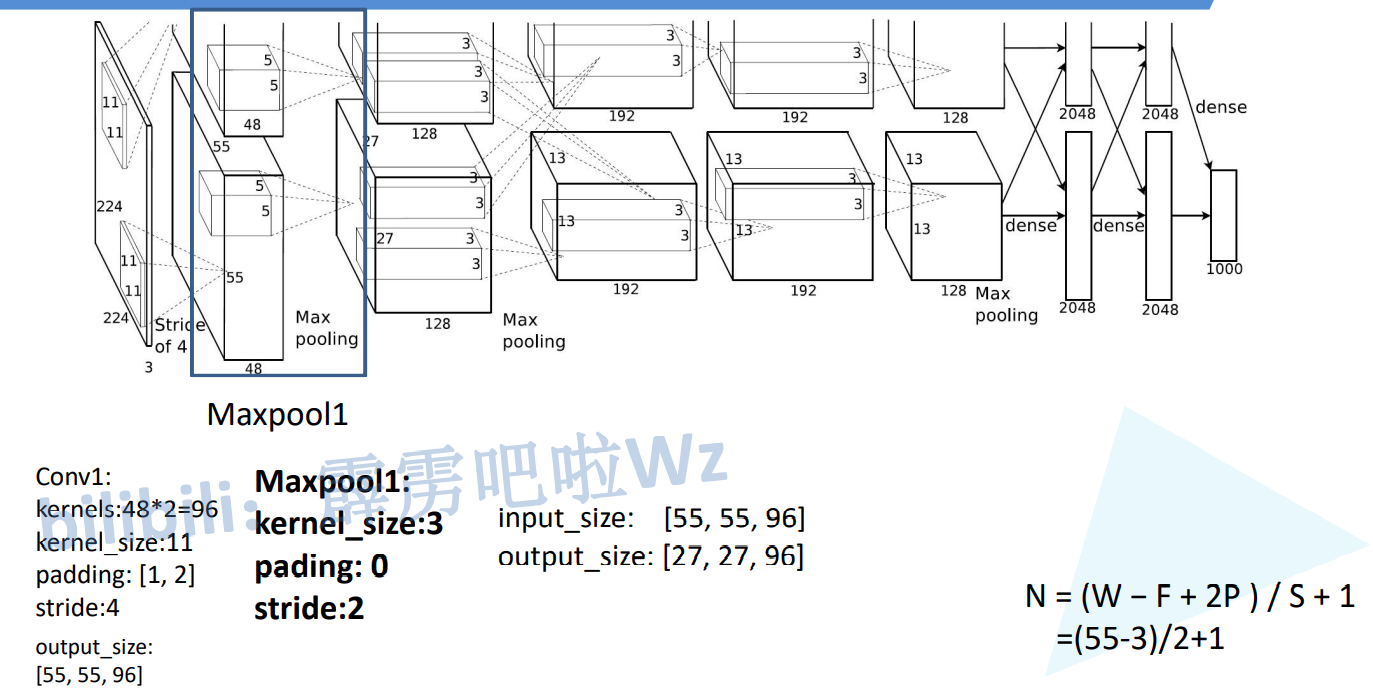 11
11
224
11
11
224
3
Stride
of 4
55
5
5
48
5
5
55
48
Max
pooling
27
3
3
3
128
3
3
27
3
3
128
Max
pooling
3
3
192
13
13
3
3
192
3
3
192
13
13
3
3
192
128
13
13
128
Max
pooling
2048
2048
dense
dense
dense
2048
2048
1000
Maxpool1
bilibili: 霹雳吧啦Wz
Conv1:
kernels:48*2=96
kernel_size:11
padding: [1, 2]
stride:4
output_size:
[55, 55, 96]
Maxpool1:
kernel_size:3
pading: 0
stride:2
input_size: [55, 55, 96]
output_size: [27, 27, 96]
N = (W − F + 2P ) / S + 1
=(55-3)/2+1